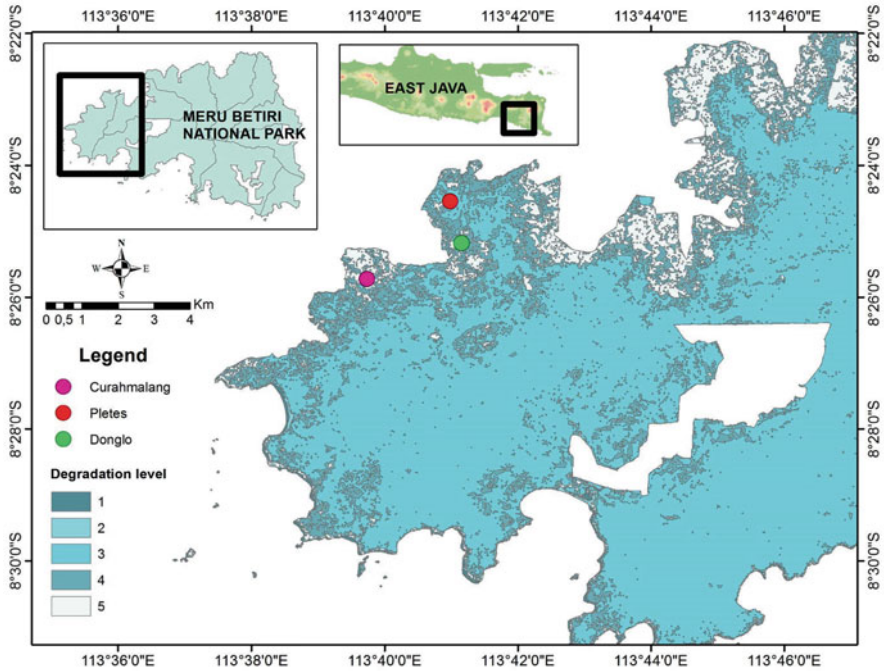 113°36'0"E 113°38'0"E 113°40'0"E 113°42'0"E 113°44'0"E 113°46'0"E
8°22'0"S 8°22'0"S
MERU BETIRI
NATIONAL PARK
EAST JAVA
8°24'0"S 8°24'0"S
N
W E
S
8°26'0"S 8°26'0"S
Km
0 0,5 1 2 3 4
Legend
Curahmalang
Pletes
Donglo
8°28'0"S 8°28'0"S
Degradation level
1
2
3
4
5
8°30'0"S 8°30'0"S
113°36'0"E 113°38'0"E 113°40'0"E 113°42'0"E 113°44'0"E 113°46'0"E